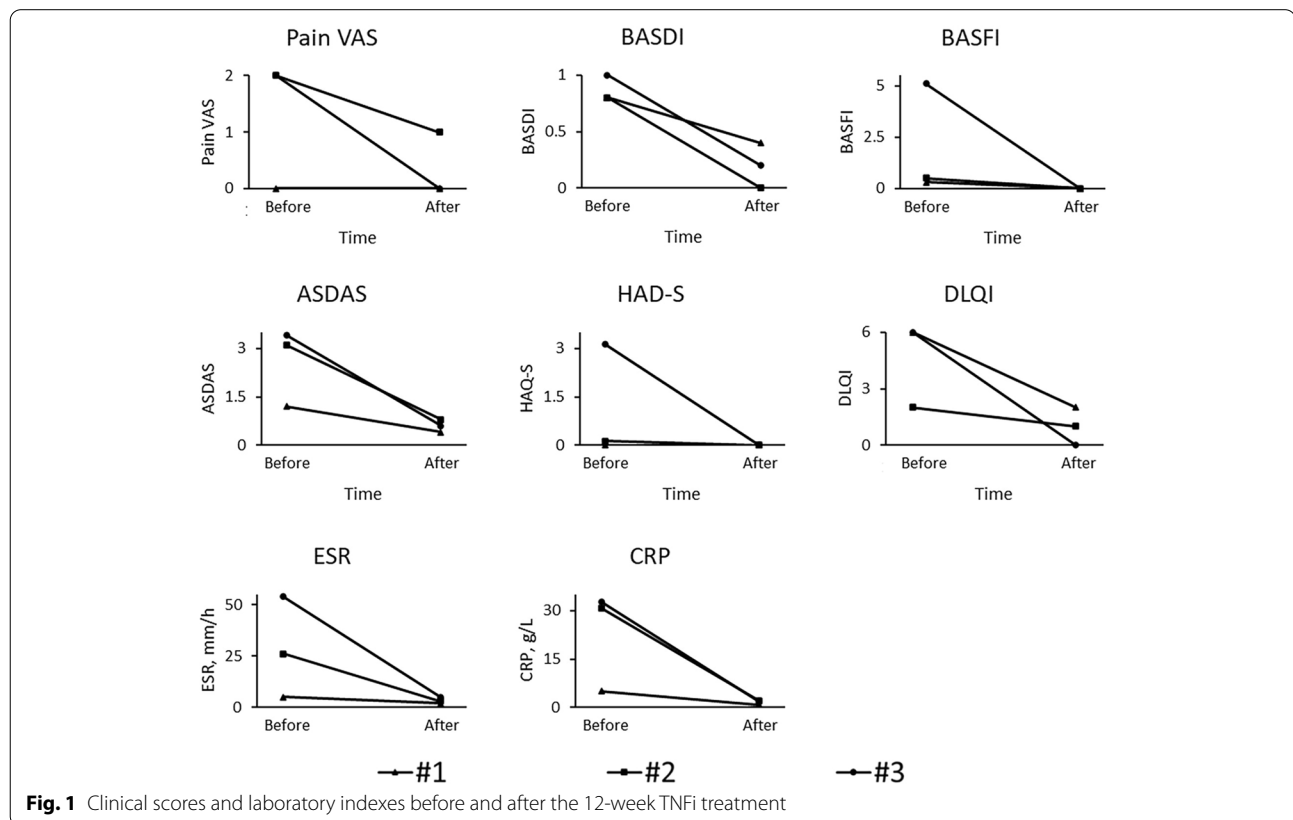 Pain VAS
2
1
0
Pain VAS
Before
After
Time
BASDI
1
0.5
0
BASDI
Before
After
Time
BASFI
5
2.5
0
BASFI
Before
After
Time
ASDAS
3
1.5
0
ASDAS
Before
After
Time
HAD-S
3
1.5
0
HAQ-S
Before
After
Time
DLQI
6
3
0
DLQI
Before
After
Time
ESR
50
25
0
ESR, mm/h
Before
After
CRP
30
15
0
CRP, g/L
Before
After
#1
#2
#3
Fig. 1 Clinical scores and laboratory indexes before and after the 12-week TNFi treatment